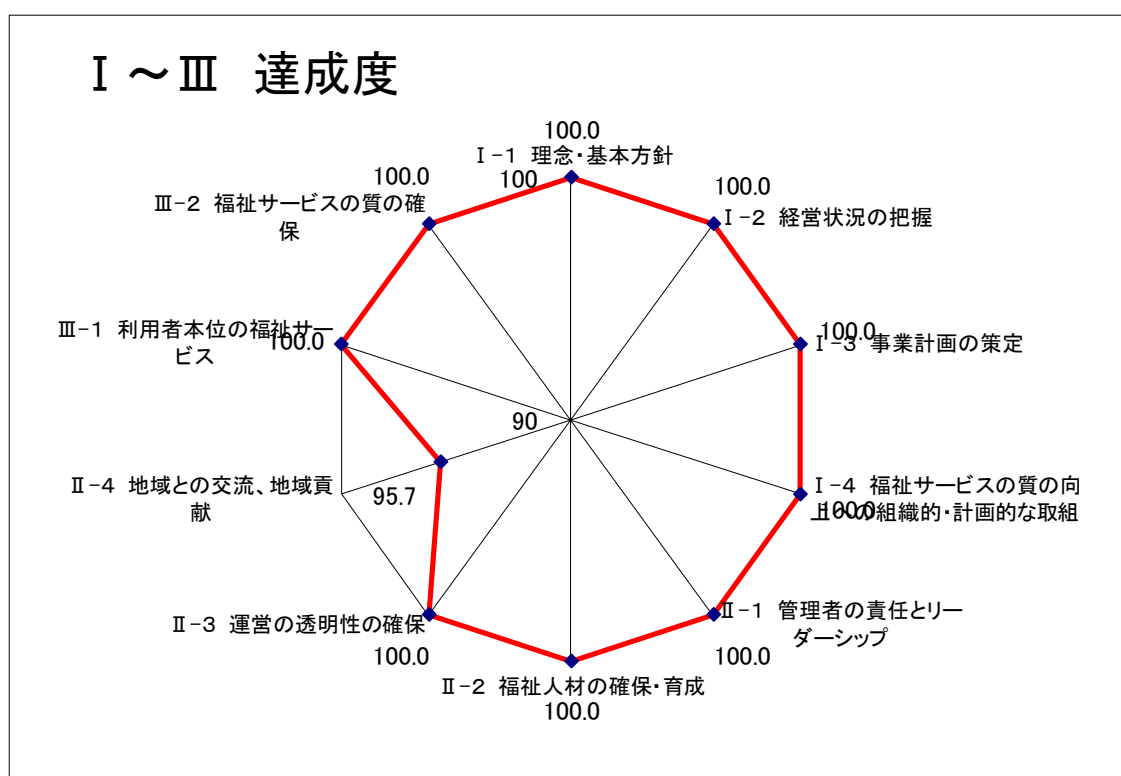 Ⅰ～Ⅲ 達成度
100.0
Ⅰ-1 理念・基本方針
100
100.0
Ⅰ-2 経営状況の把握
100.0
Ⅰ-3 事業計画の策定
Ⅰ-4 福祉サービスの質の向
上への組織的・計画的な取組
100.0
Ⅱ-1 管理者の責任とリー
ダーシップ
100.0
Ⅱ-2 福祉人材の確保・育成
100.0
Ⅱ-3 運営の透明性の確保
100.0
Ⅱ-4 地域との交流、地域貢
献
95.7
90
Ⅲ-1 利用者本位の福祉サー
ビス
100.0
100.0
Ⅲ-2 福祉サービスの質の確
保